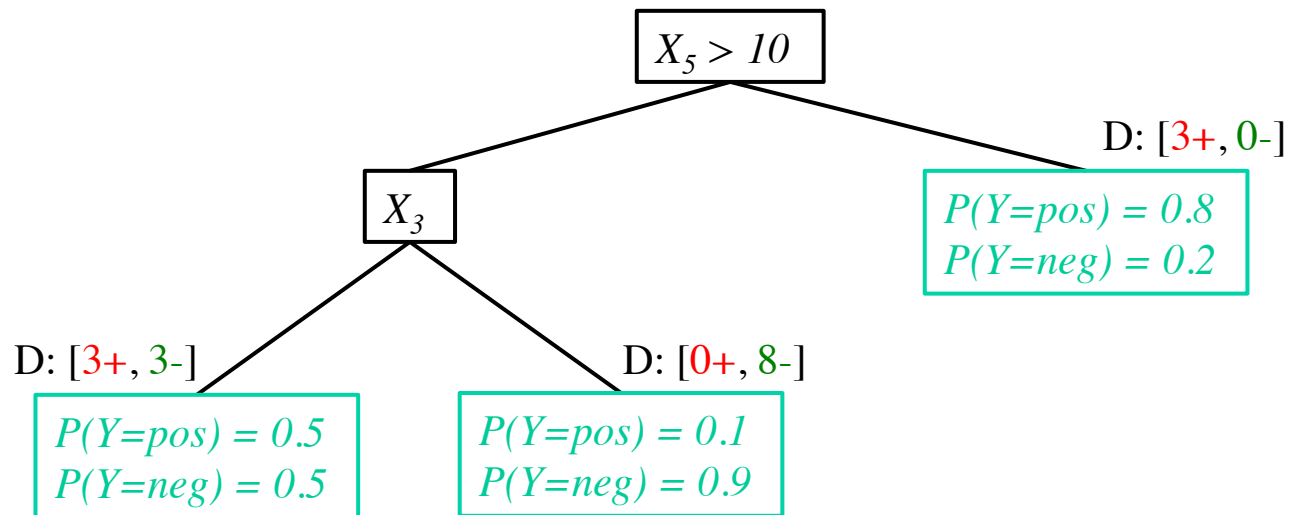 X₅ > 10
D: [3+, 0-]
P(Y=pos) = 0.8
P(Y=neg) = 0.2
X₃
D: [3+, 3-]
P(Y=pos) = 0.5
P(Y=neg) = 0.5
D: [0+, 8-]
P(Y=pos) = 0.1
P(Y=neg) = 0.9